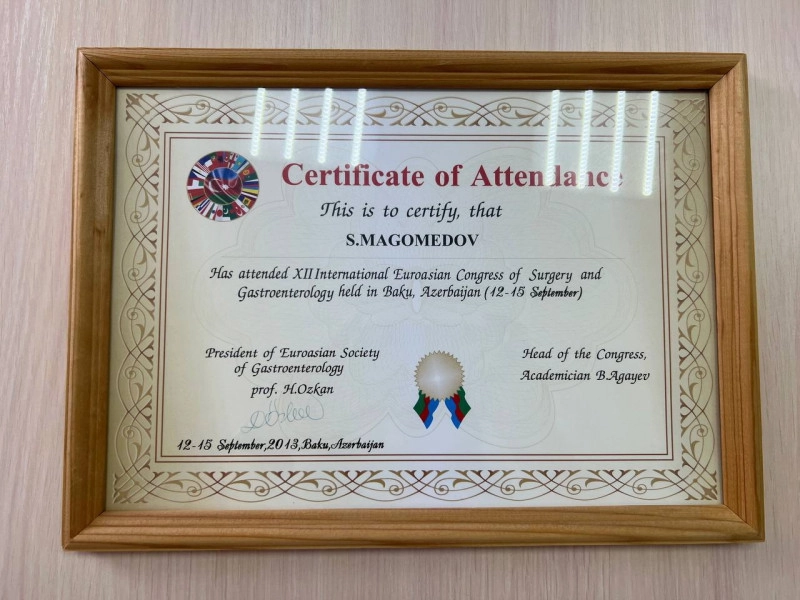 Certificate of Attendance
This is to certify, that
S.MAGOMEDOV
Has attended XII International Euroasian Congress of Surgery and
Gastroenterology held in Baku, Azerbaijan (12-15 September)
President of Euroasian Society
of Gastroenterology
prof. H.Ozkan
Head of the Congress,
Academician B.Agayev
12-15 September,2013,Baku,Azerbaijan